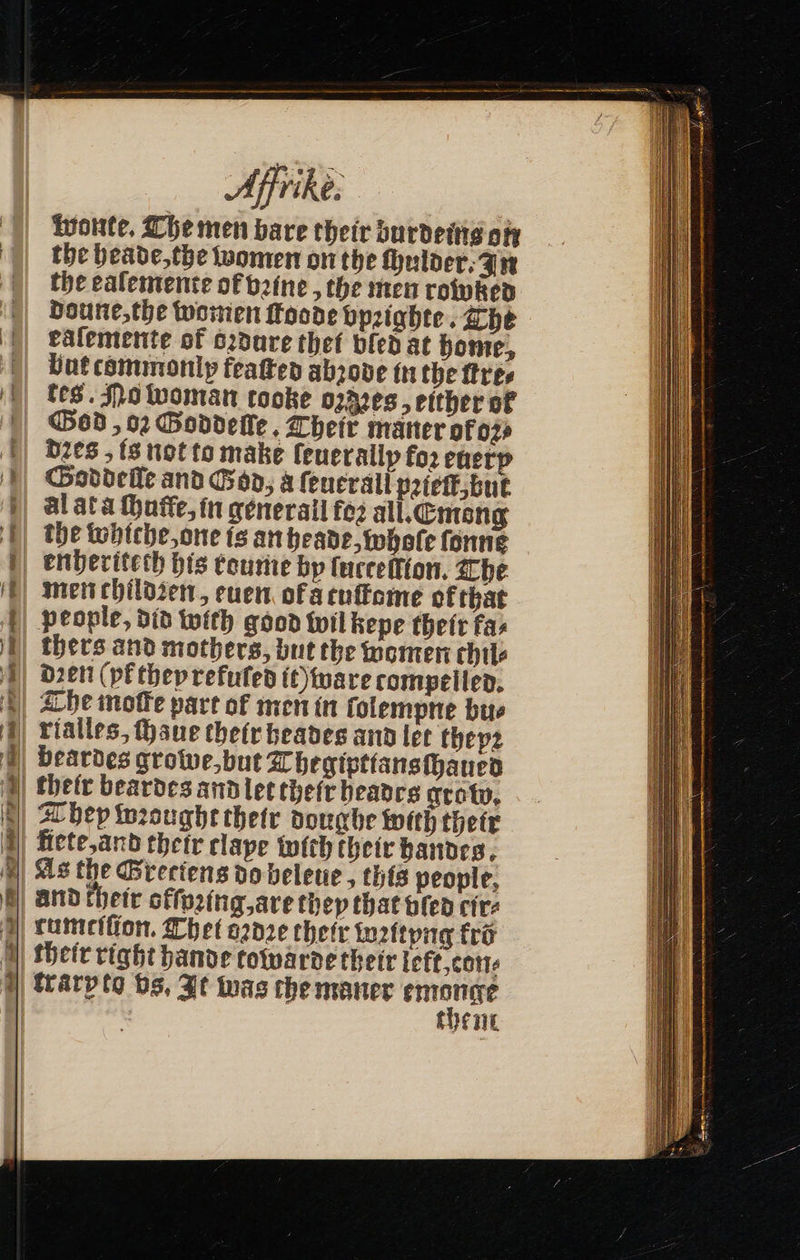 Affrike.
wonte. The men bare their burdeins on
the heade, the women on the shulder. In
the easemente of vrine, the men rowked
doune, the women stoode vprighte. The
easemente of ordure thei vsed at home,
but commonly feasted abrode in the stre-
tes. No woman tooke ordres, either of
God, or Goddesse. Their maner of or-
dres, is not to make seuerally for euery
Goddesse and God, a seuerall priest, but
al at a shuffe, in generall for all. Emong
the whiche, one is an heade, whose sonne
enheriteth his roume by succession. The
men children, euen of a custome of that
people, did with good wil kepe their fa-
thers and mothers, but the women chil-
dren (yf they refused it) ware compelled.
The moste part of men in solempne bu-
rialles, shaue their heades and let theyr
beardes growe, but Thegiptians shaued
their beardes and let their heades grow.
They wrought their doughe with their
fiete, and their claye with their handes.
As the Greciens do beleue, this people,
and their ofspring, are they that vsed cir-
cumcision. Thei ordre their writyng frō
their right hande towarde their left, con-
trary to vs. It was the maner emonge
them